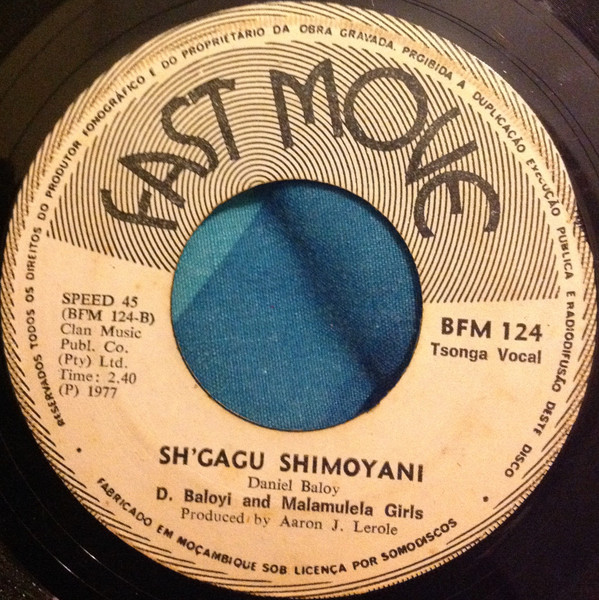 RESERVADOS TODOS OS DIREITOS DO PRODUTOR FONOGRÁFICO E DO PROPRIETÁRIO DA OBRA GRAVADA. PROIBIDA A DUPLICAÇÃO EXECUÇÃO PUBLICA E RADIODIFUSÃO DESTE DISCO
FAST MOVE
SPEED 45
(BFM 124-B)
Clan Music
Publ. Co.
(Pty) Ltd.
Time: 2.40
(P) 1977
BFM 124
Tsonga Vocal
SH'GAGU SHIMOYANI
Daniel Baloy
D. Baloyi and Malamulela Girls
Produced by Aaron J. Lerole
• FABRICADO EM MOÇAMBIQUE SOB LICENÇA POR SOMODISCOS •